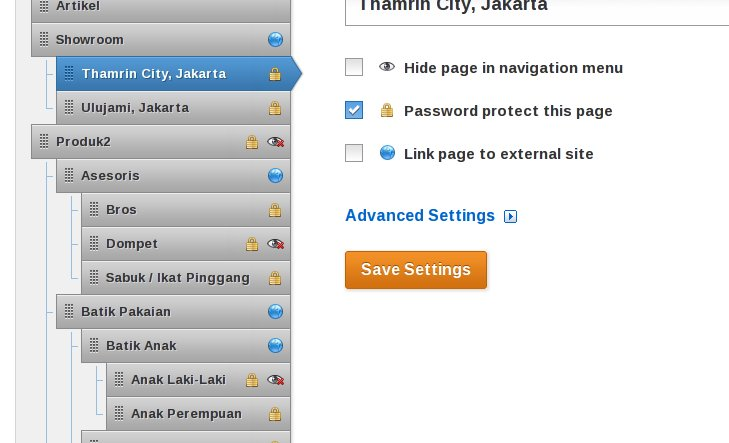 Artikel
Showroom
Thamrin City, Jakarta
Ulujami, Jakarta
Produk2
Asesoris
Bros
Dompet
Sabuk / Ikat Pinggang
Batik Pakaian
Batik Anak
Anak Laki-Laki
Anak Perempuan
Thamrin City, Jakarta
Hide page in navigation menu
Password protect this page
Link page to external site
Advanced Settings
Save Settings